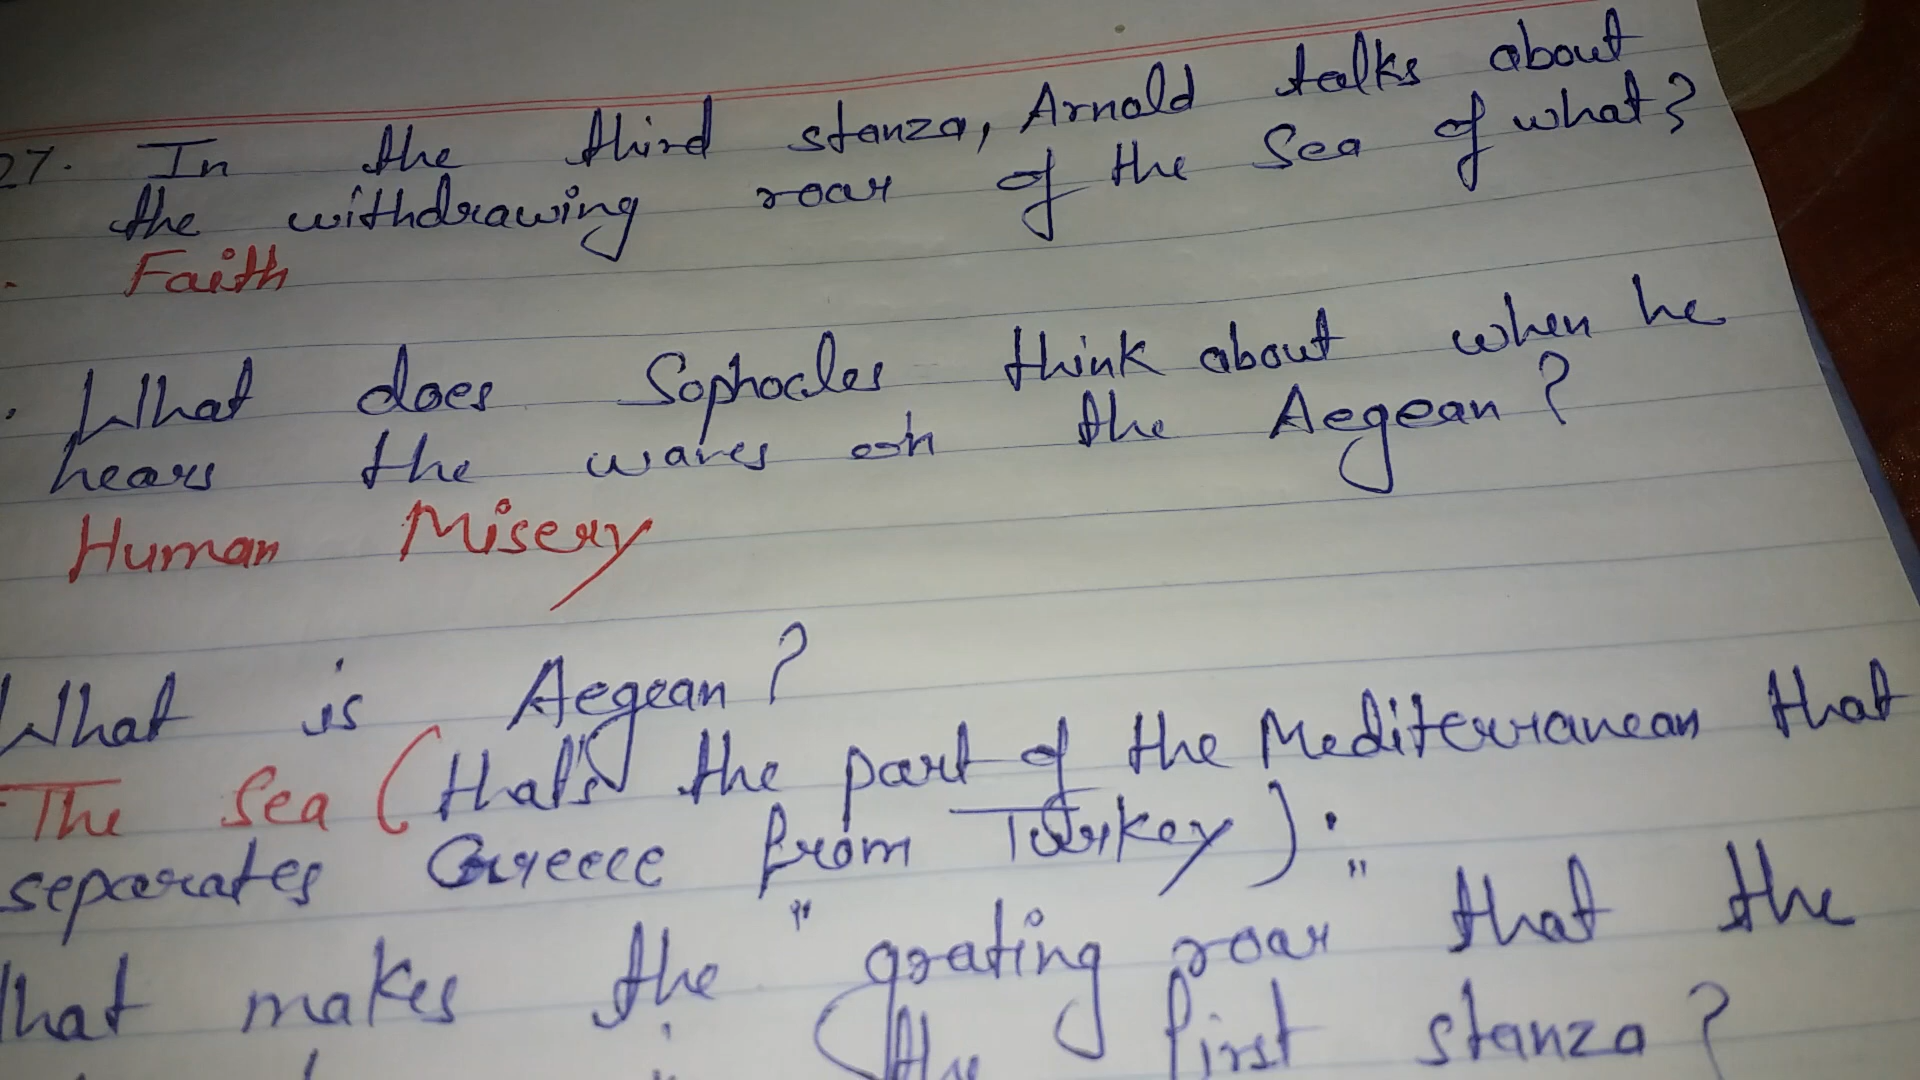 27. In the third stanza, Arnold talks about
the withdrawing roar of the Sea of what?
Faith
What does Sophocles think about when he
hears the waves on the Aegean?
Human Misery
What is Aegean?
The Sea (that's the part of the Mediterranean that
separates Greece from Turkey).
hat makes the "grating roar" that the
the first stanza?